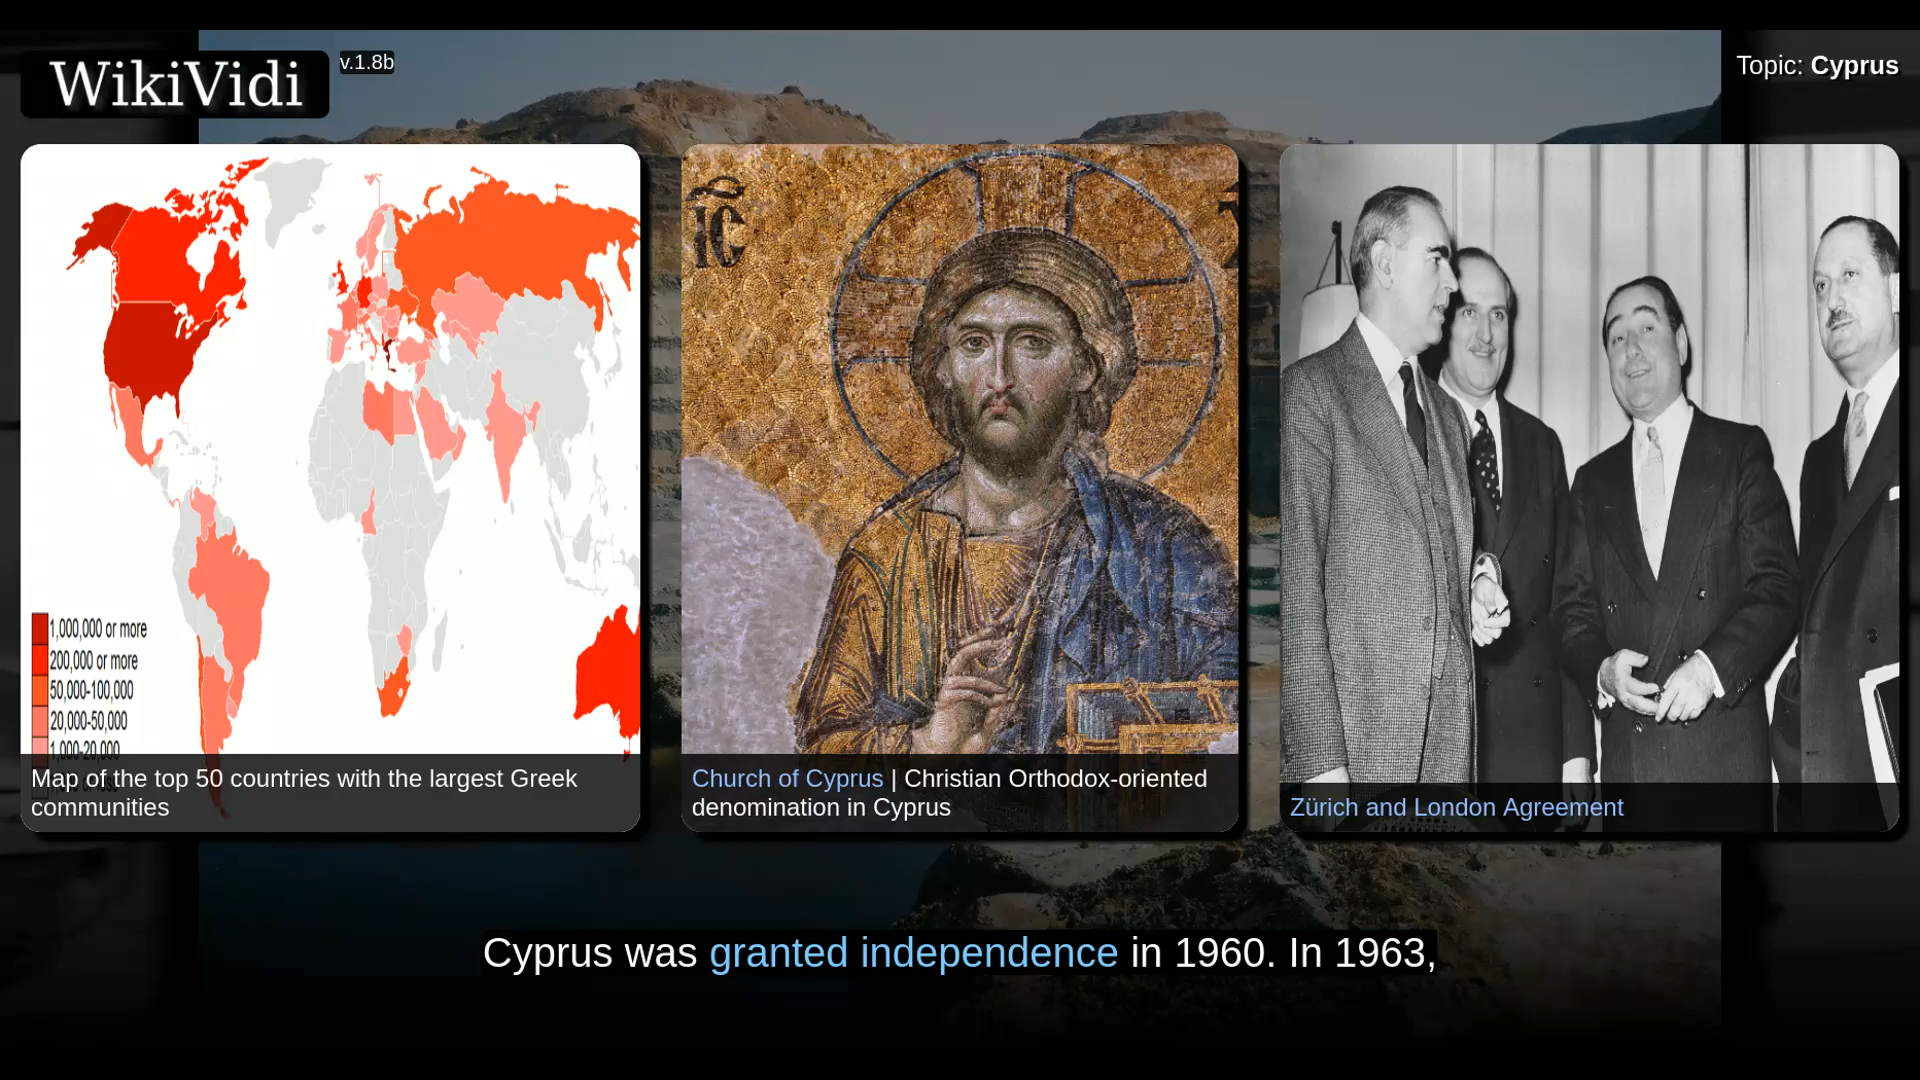 WikiVidi
v.1.8b
Topic: Cyprus
1,000,000 or more
200,000 or more
50,000-100,000
20,000-50,000
1,000-20,000
Map of the top 50 countries with the largest Greek
communities
IC
Church of Cyprus | Christian Orthodox-oriented
denomination in Cyprus
Zürich and London Agreement
Cyprus was granted independence in 1960. In 1963,